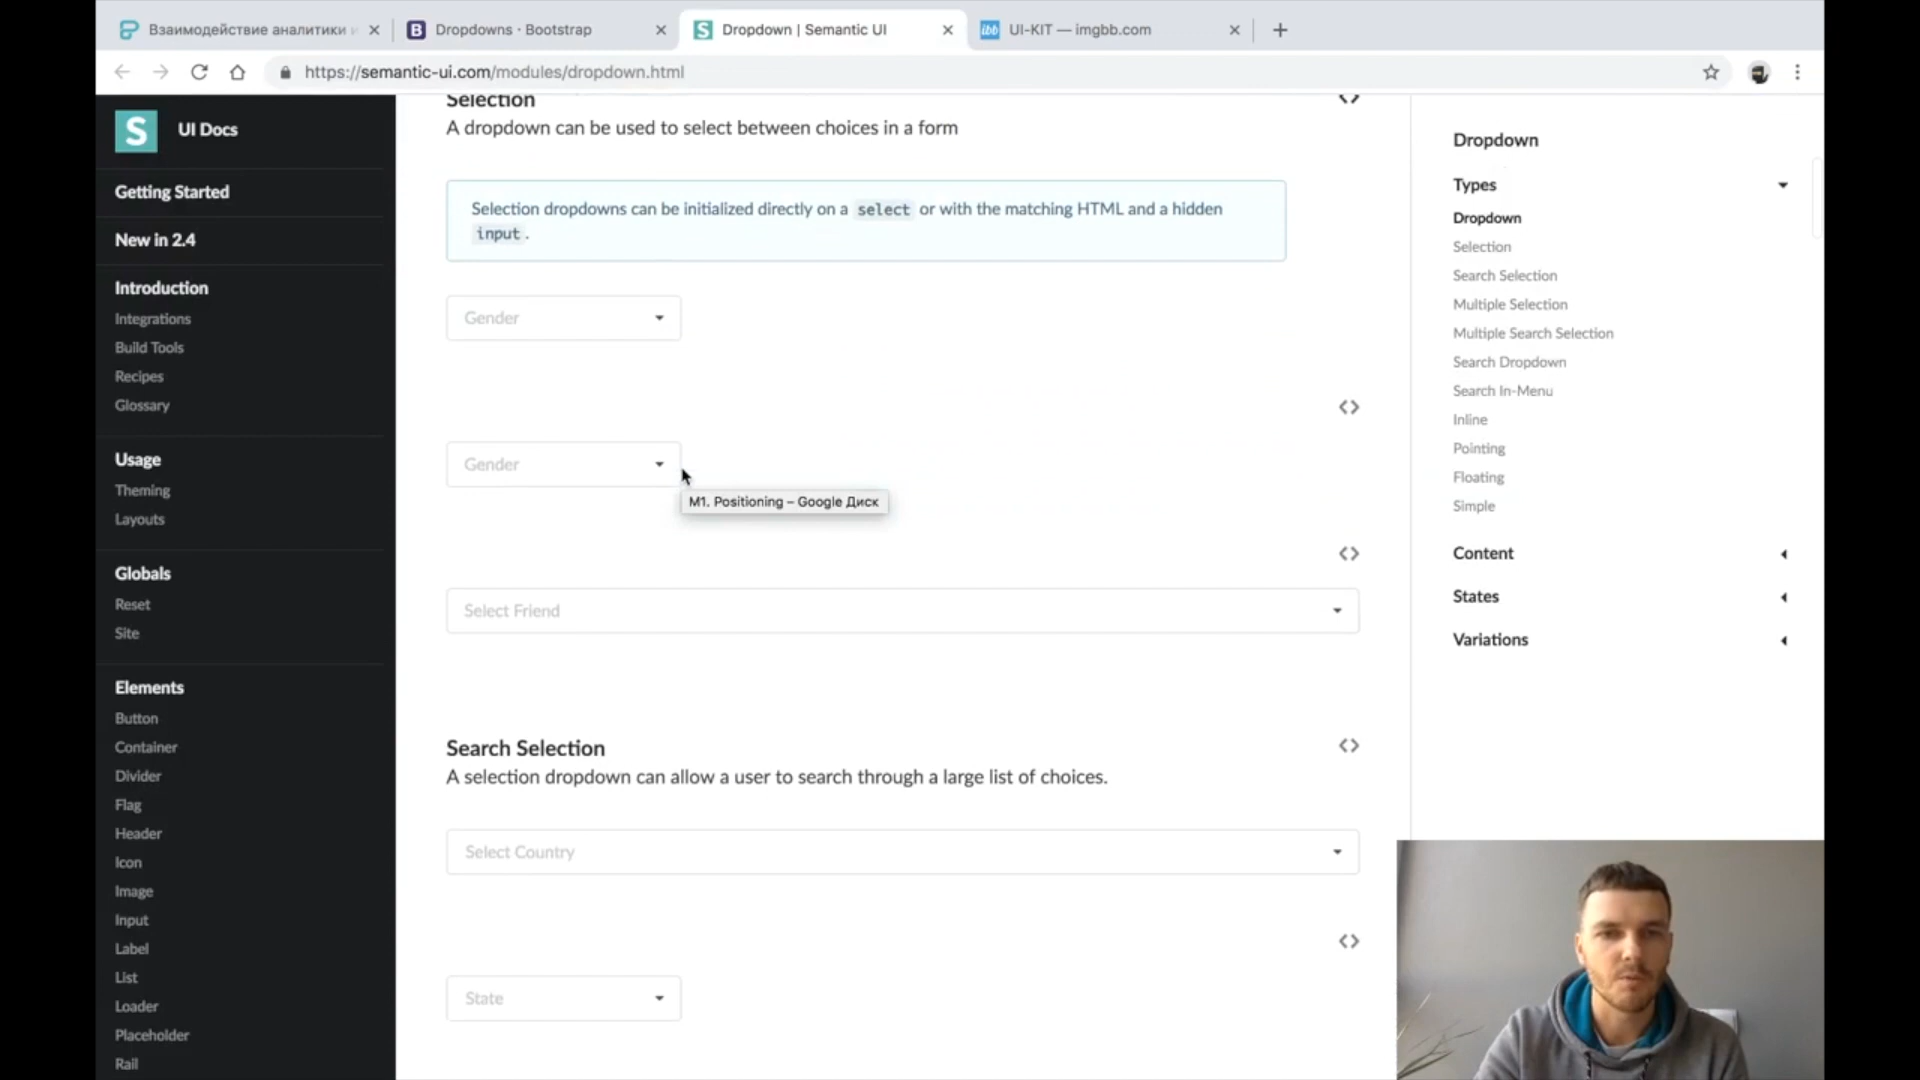 Взаимодействие аналитики и
Dropdowns · Bootstrap
Dropdown | Semantic UI
UI-KIT — imgbb.com
https://semantic-ui.com/modules/dropdown.html
S
UI Docs
Getting Started
New in 2.4
Introduction
Integrations
Build Tools
Recipes
Glossary
Usage
Theming
Layouts
Globals
Reset
Site
Elements
Button
Container
Divider
Flag
Header
Icon
Image
Input
Label
List
Loader
Placeholder
Rail
Selection
A dropdown can be used to select between choices in a form
Selection dropdowns can be initialized directly on a select or with the matching HTML and a hidden
input.
Gender
Gender
M1. Positioning – Google Диск
Select Friend
Search Selection
A selection dropdown can allow a user to search through a large list of choices.
Select Country
State
Dropdown
Types
Dropdown
Selection
Search Selection
Multiple Selection
Multiple Search Selection
Search Dropdown
Search In-Menu
Inline
Pointing
Floating
Simple
Content
States
Variations